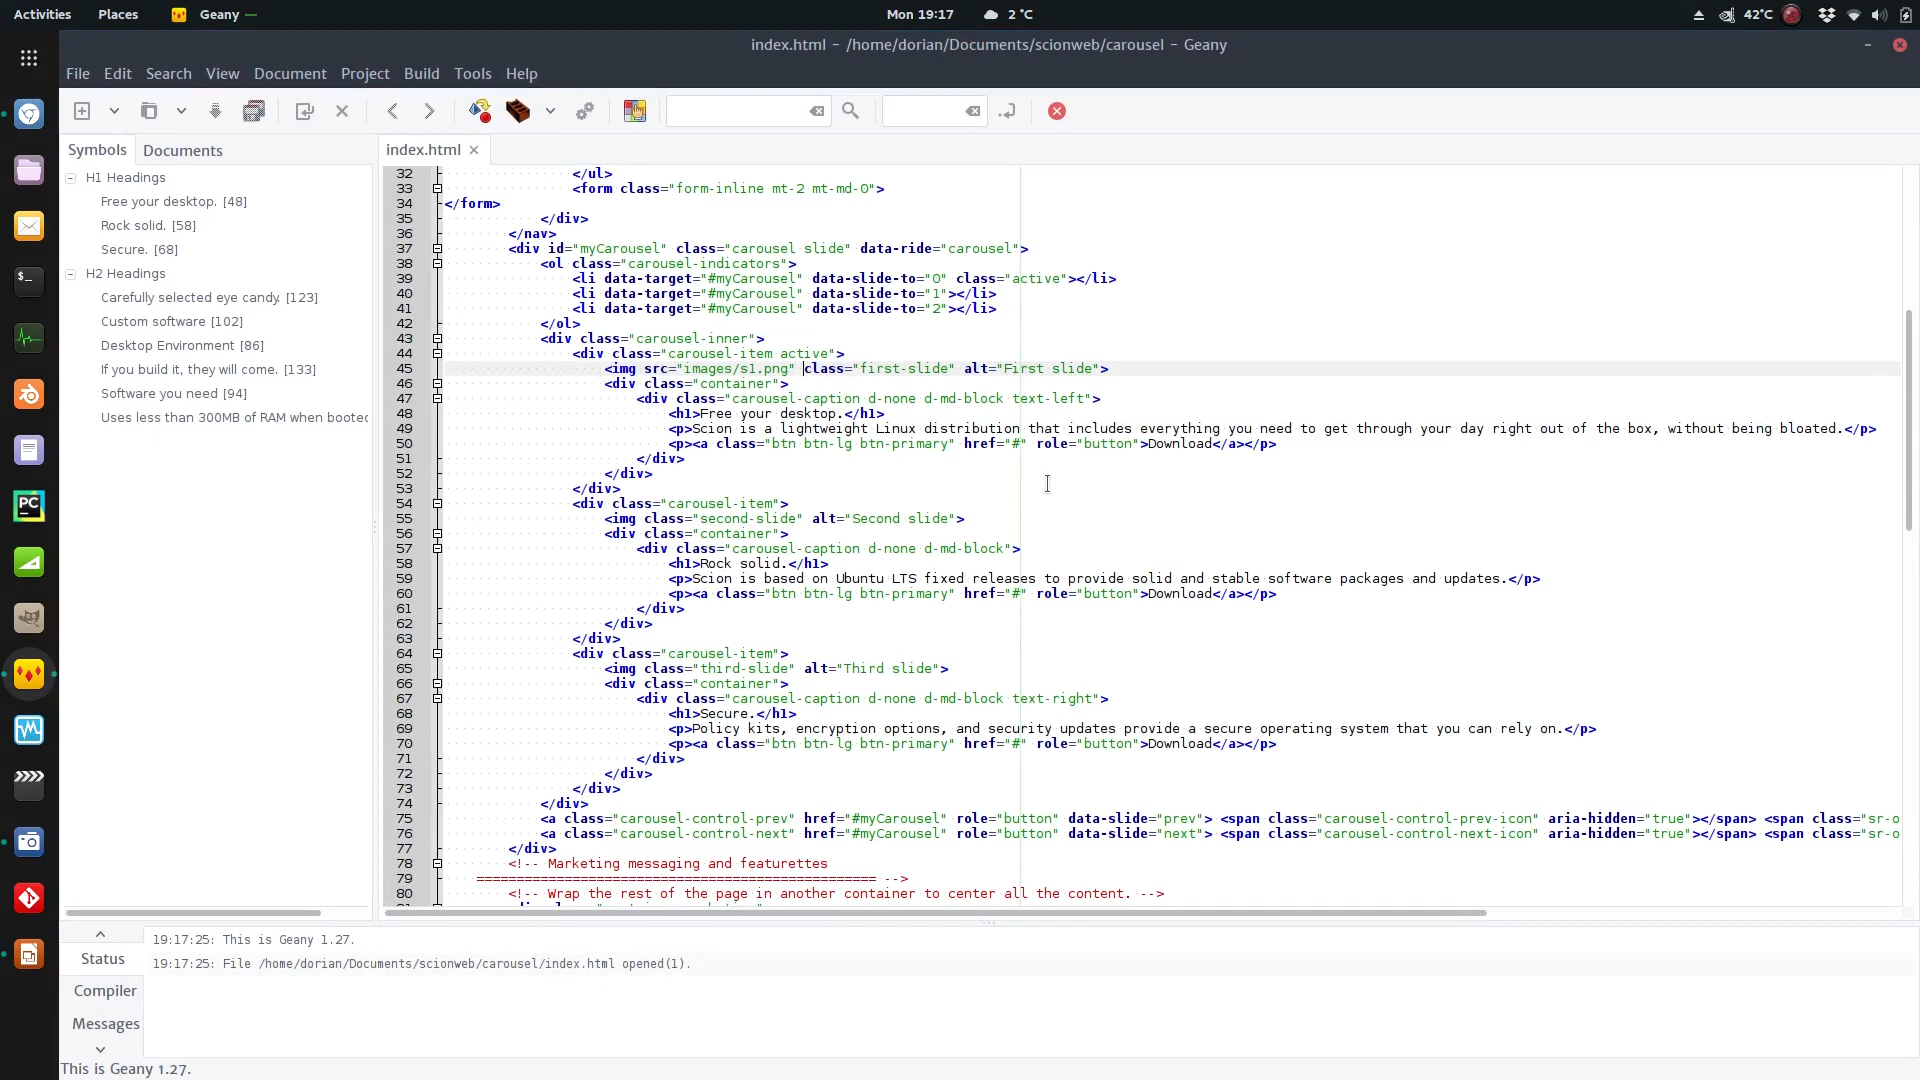 Activities Places Geany Mon 19:17 2 °C 42°C
index.html - /home/dorian/Documents/scionweb/carousel - Geany
File Edit Search View Document Project Build Tools Help
Symbols Documents
H1 Headings
Free your desktop. [48]
Rock solid. [58]
Secure. [68]
H2 Headings
Carefully selected eye candy. [123]
Custom software [102]
Desktop Environment [86]
If you build it, they will come. [133]
Software you need [94]
Uses less than 300MB of RAM when booted
index.html
32 </ul>
33 <form class="form-inline mt-2 mt-md-0">
34 </form>
35 </div>
36 </nav>
37 <div id="myCarousel" class="carousel slide" data-ride="carousel">
38 <ol class="carousel-indicators">
39 <li data-target="#myCarousel" data-slide-to="0" class="active"></li>
40 <li data-target="#myCarousel" data-slide-to="1"></li>
41 <li data-target="#myCarousel" data-slide-to="2"></li>
42 </ol>
43 <div class="carousel-inner">
44 <div class="carousel-item active">
45 <img src="images/s1.png" class="first-slide" alt="First slide">
46 <div class="container">
47 <div class="carousel-caption d-none d-md-block text-left">
48 <h1>Free your desktop.</h1>
49 <p>Scion is a lightweight Linux distribution that includes everything you need to get through your day right out of the box, without being bloated.</p>
50 <p><a class="btn btn-lg btn-primary" href="#" role="button">Download</a></p>
51 </div>
52 </div>
53 </div>
54 <div class="carousel-item">
55 <img class="second-slide" alt="Second slide">
56 <div class="container">
57 <div class="carousel-caption d-none d-md-block">
58 <h1>Rock solid.</h1>
59 <p>Scion is based on Ubuntu LTS fixed releases to provide solid and stable software packages and updates.</p>
60 <p><a class="btn btn-lg btn-primary" href="#" role="button">Download</a></p>
61 </div>
62 </div>
63 </div>
64 <div class="carousel-item">
65 <img class="third-slide" alt="Third slide">
66 <div class="container">
67 <div class="carousel-caption d-none d-md-block text-right">
68 <h1>Secure.</h1>
69 <p>Policy kits, encryption options, and security updates provide a secure operating system that you can rely on.</p>
70 <p><a class="btn btn-lg btn-primary" href="#" role="button">Download</a></p>
71 </div>
72 </div>
73 </div>
74 </div>
75 <a class="carousel-control-prev" href="#myCarousel" role="button" data-slide="prev"> <span class="carousel-control-prev-icon" aria-hidden="true"></span> <span class="sr-o
76 <a class="carousel-control-next" href="#myCarousel" role="button" data-slide="next"> <span class="carousel-control-next-icon" aria-hidden="true"></span> <span class="sr-o
77 </div>
78 <!-- Marketing messaging and featurettes
79 ================================================== -->
80 <!-- Wrap the rest of the page in another container to center all the content. -->
Status
Compiler
Messages
19:17:25: This is Geany 1.27.
19:17:25: File /home/dorian/Documents/scionweb/carousel/index.html opened(1).
This is Geany 1.27.
PC